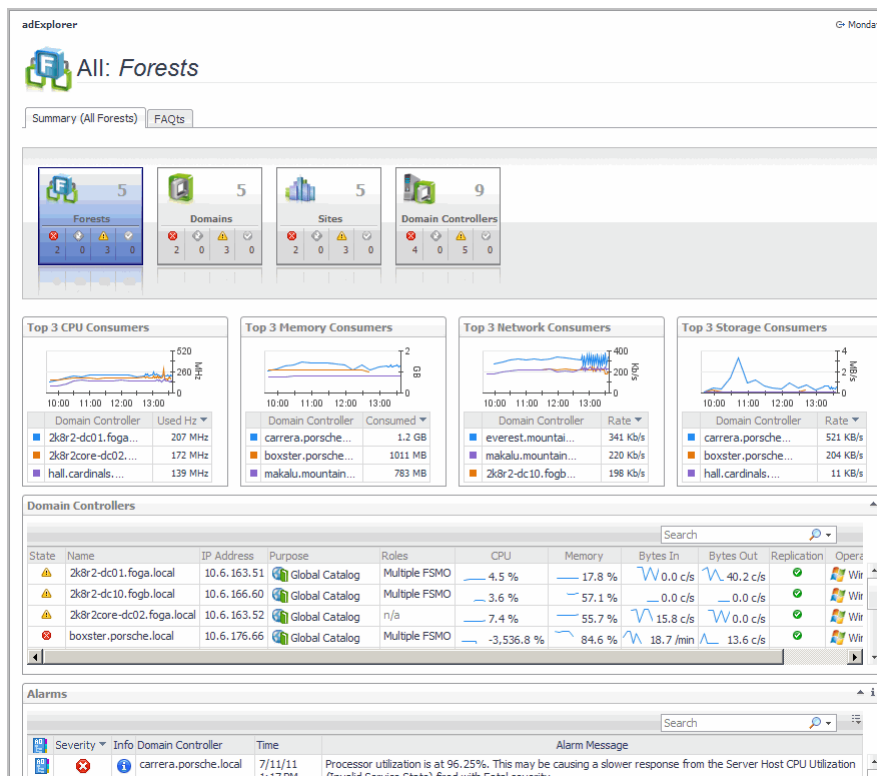 adExplorer
Monday
All: Forests
Summary (All Forests) FAQts
5 5 5 9
Forests Domains Sites Domain Controllers
2 0 3 0 2 0 3 0 2 0 3 0 4 0 5 0
Top 3 CPU Consumers Top 3 Memory Consumers Top 3 Network Consumers Top 3 Storage Consumers
520 2 400 4
260 MHz GB 200 Kb/s 2 MB/s
0 0 0 0
10:00 11:00 12:00 13:00 10:00 11:00 12:00 13:00 10:00 11:00 12:00 13:00 10:00 11:00 12:00 13:00
Domain Controller Used Hz Domain Controller Consumed Domain Controller Rate Domain Controller Rate
2k8r2-dc01.foga... 207 MHz carrera.porsche... 1.2 GB everest.mountai... 341 Kb/s carrera.porsche... 521 KB/s
2k8r2core-dc02.... 172 MHz boxster.porsche... 1011 MB makalu.mountain... 220 Kb/s boxster.porsche... 204 KB/s
hall.cardinals.... 139 MHz makalu.mountain... 783 MB 2k8r2-dc10.fogb... 198 Kb/s hall.cardinals.... 11 KB/s
Domain Controllers
Search
State Name IP Address Purpose Roles CPU Memory Bytes In Bytes Out Replication Opera
2k8r2-dc01.foga.local 10.6.163.51 Global Catalog Multiple FSMO 4.5 % 17.8 % 0.0 c/s 40.2 c/s Wir
2k8r2-dc10.fogb.local 10.6.166.60 Global Catalog Multiple FSMO 3.6 % 57.1 % 0.0 c/s 0.0 c/s Wir
2k8r2core-dc02.foga.local 10.6.163.52 Global Catalog n/a 7.4 % 55.7 % 15.8 c/s 0.0 c/s Wir
boxster.porsche.local 10.6.176.66 Global Catalog Multiple FSMO -3,536.8 % 84.6 % 18.7 /min 13.6 c/s Wir
Alarms
Search
Severity Info Domain Controller Time Alarm Message
carrera.porsche.local 7/11/11 Processor utilization is at 96.25%. This may be causing a slower response from the Server Host CPU Utilization
1:17 PM (Invalid Service State) fired with Fatal severity